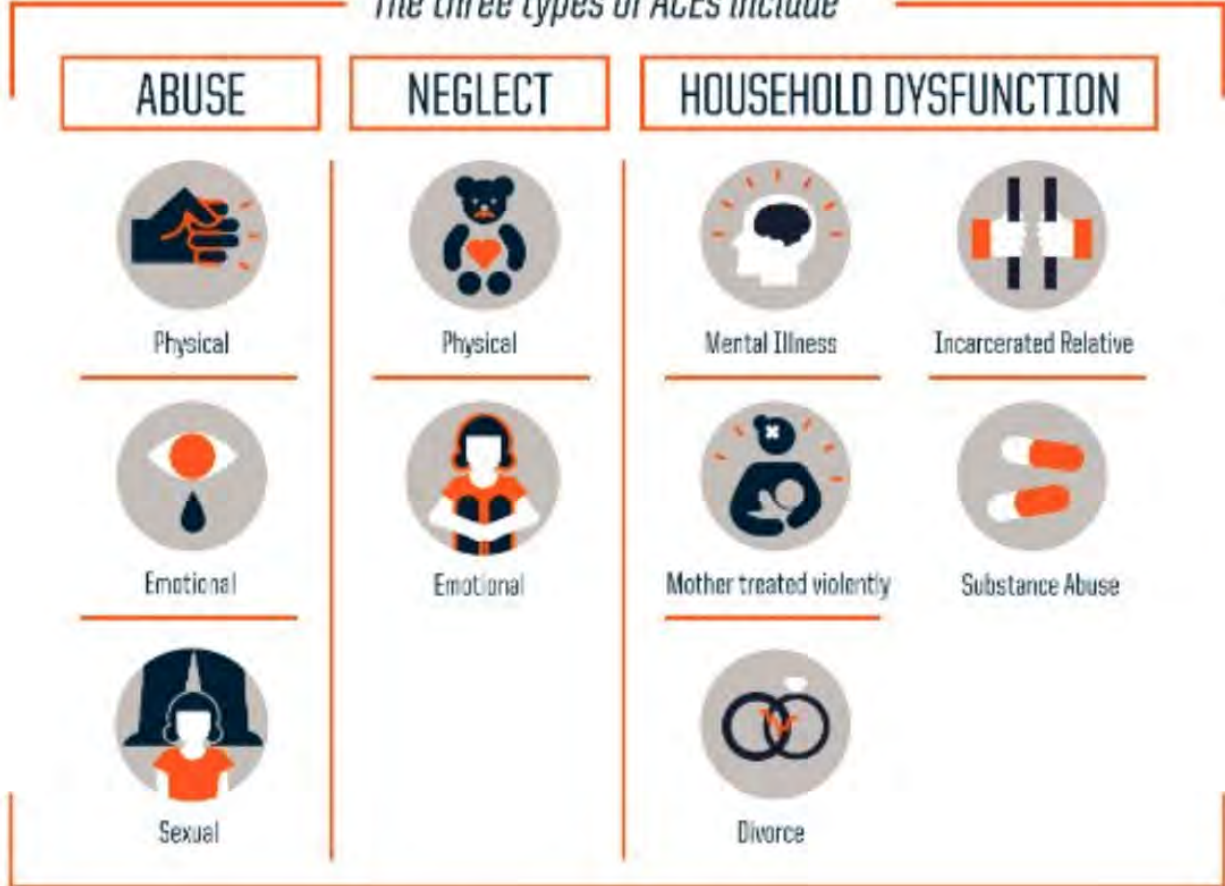 The three types of ACEs include
ABUSE
NEGLECT
HOUSEHOLD DYSFUNCTION
Physical
Physical
Mental Illness
Incarcerated Relative
Emotional
Emotional
Mother treated violently
Substance Abuse
Sexual
Divorce